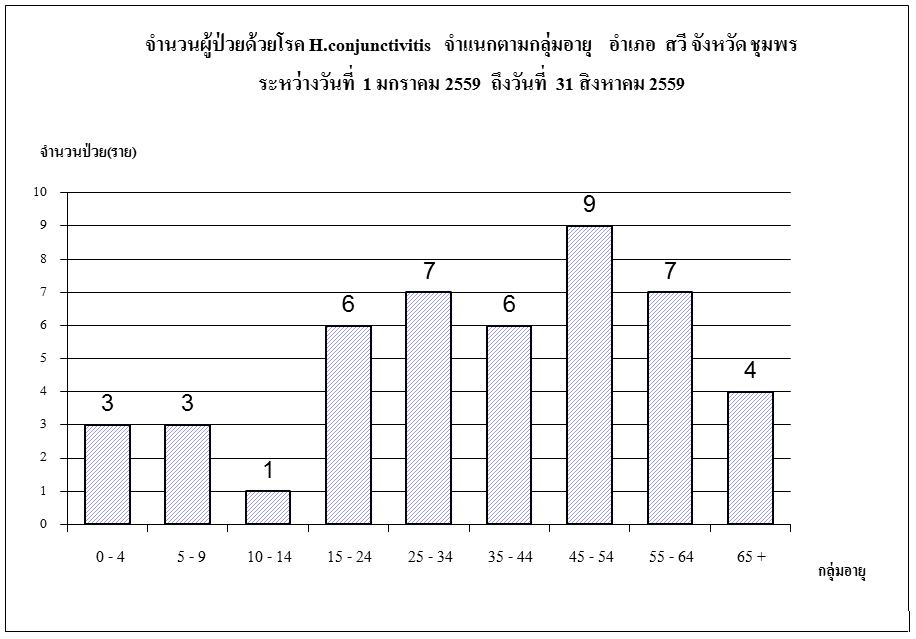 จำนวนผู้ป่วยด้วยโรค H.conjunctivitis จำแนกตามกลุ่มอายุ อำเภอ สวี จังหวัด ชุมพร
ระหว่างวันที่ 1 มกราคม 2559 ถึงวันที่ 31 สิงหาคม 2559
จำนวนป่วย(ราย)
10
9
8
7
6
5
4
3
2
1
0
3 3 1 6 7 6 9 7 4
0 - 4 5 - 9 10 - 14 15 - 24 25 - 34 35 - 44 45 - 54 55 - 64 65 +
กลุ่มอายุ